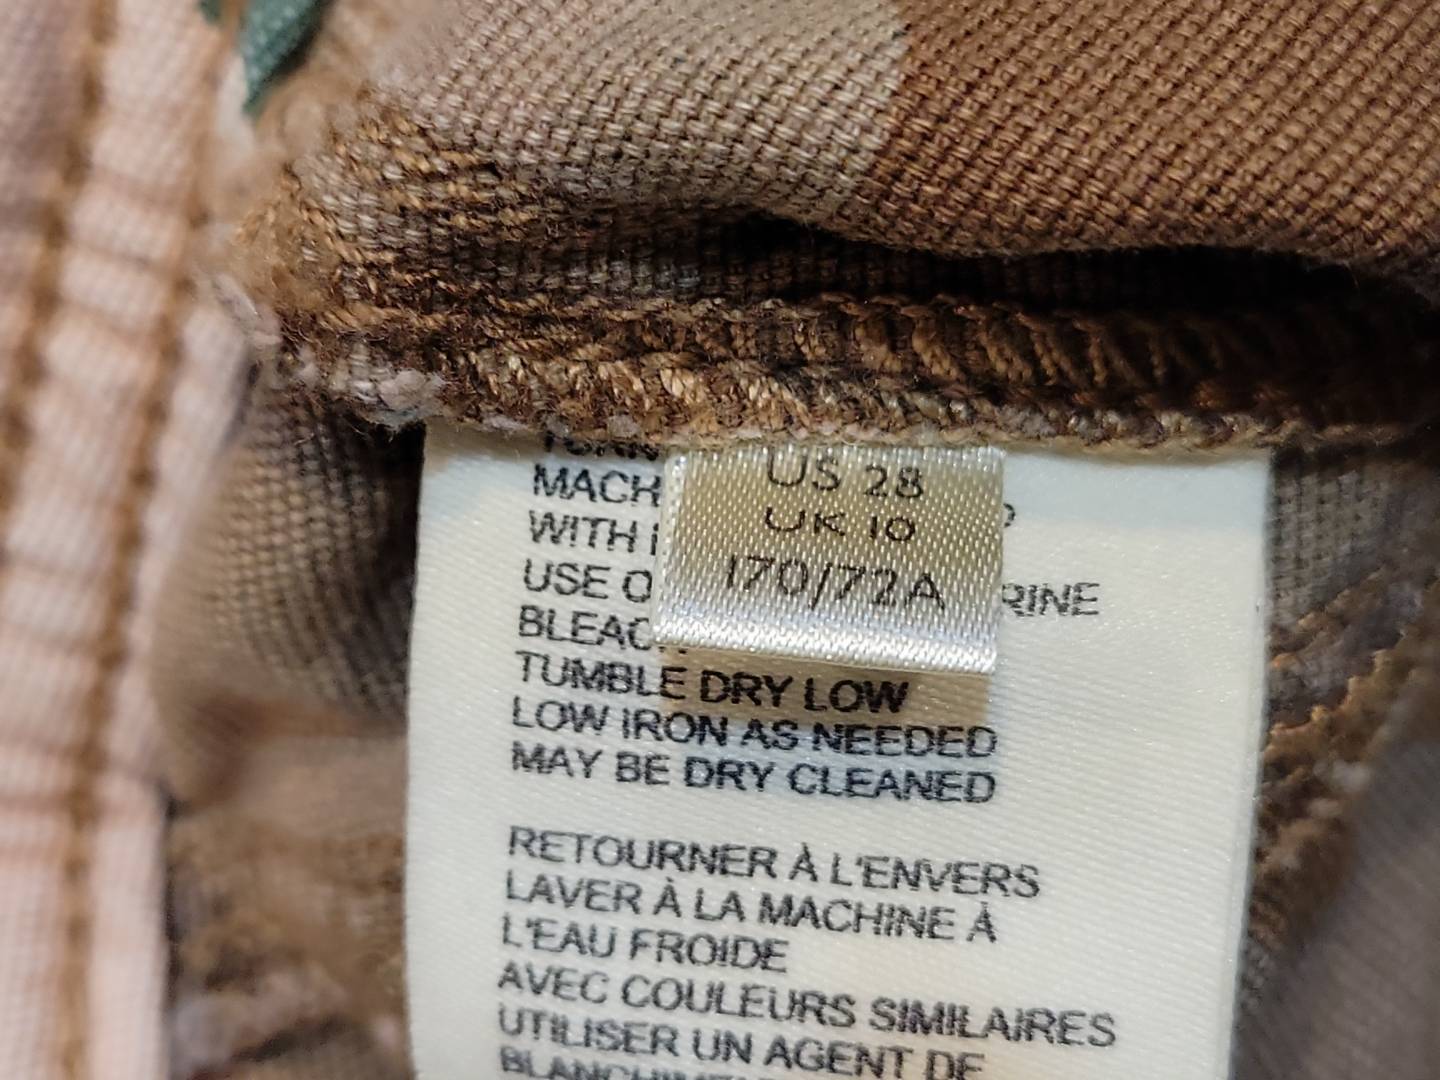 US 28
UK 10
170/72A
MACH
WITH
USE O RINE
BLEAC
TUMBLE DRY LOW
LOW IRON AS NEEDED
MAY BE DRY CLEANED
RETOURNER À L'ENVERS
LAVER À LA MACHINE À
L'EAU FROIDE
AVEC COULEURS SIMILAIRES
UTILISER UN AGENT DE